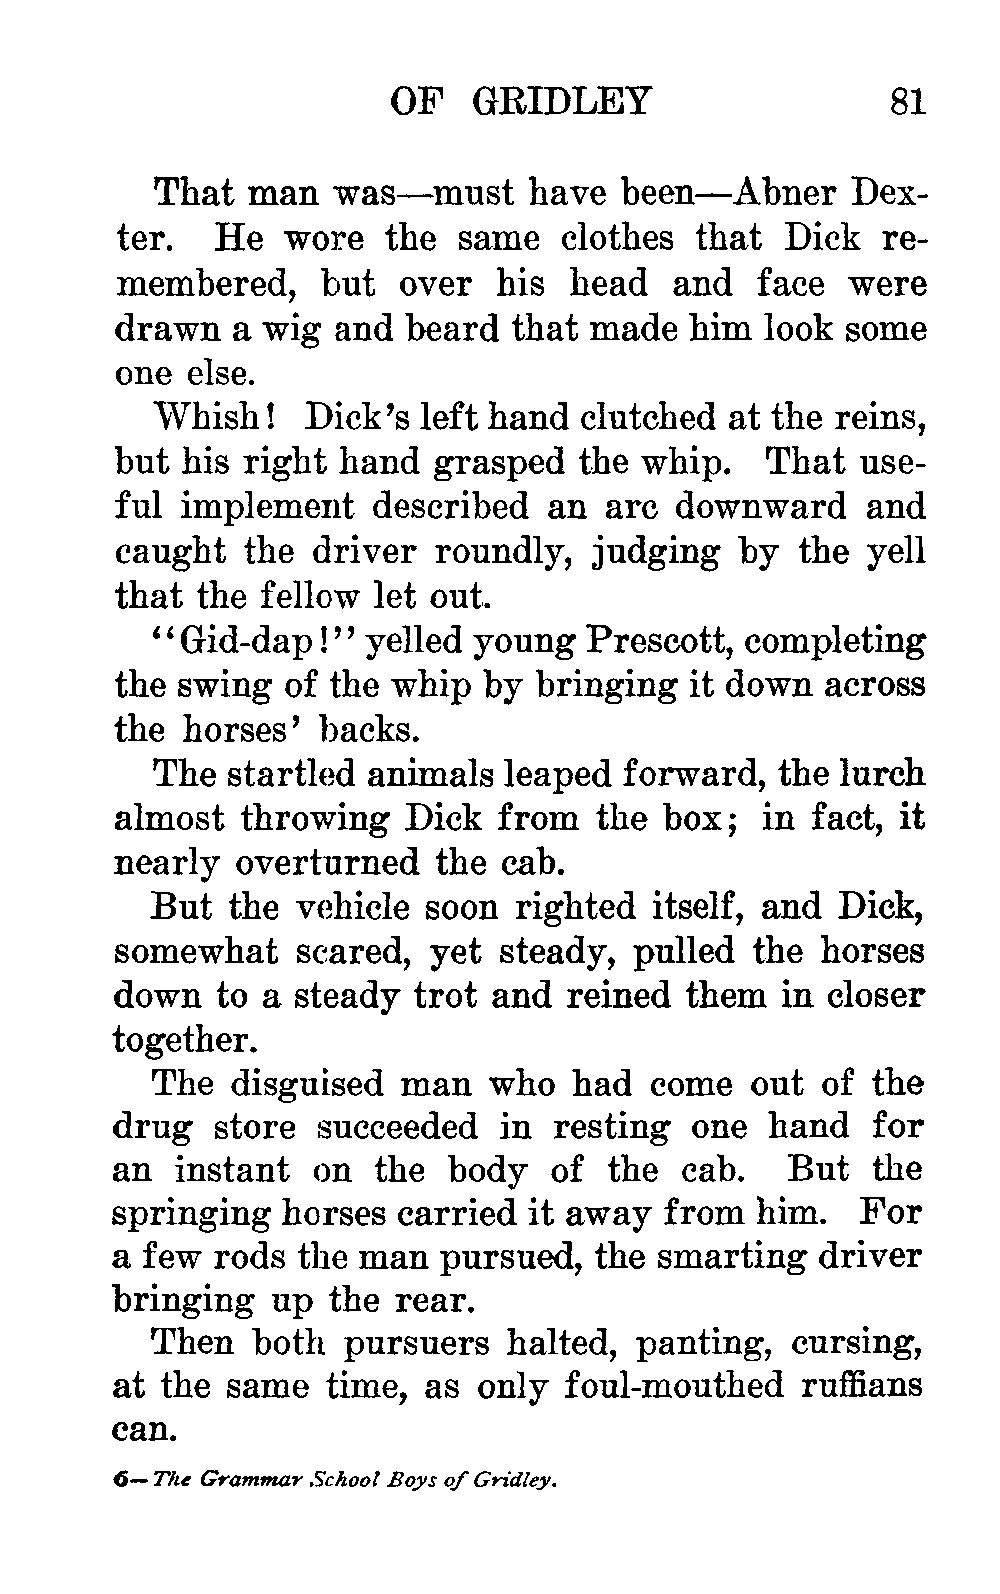 OF GRIDLEY 81
That man was—must have been—Abner Dex-
ter. He wore the same clothes that Dick re-
membered, but over his head and face were
drawn a wig and beard that made him look some
one else.
Whish! Dick's left hand clutched at the reins,
but his right hand grasped the whip. That use-
ful implement described an arc downward and
caught the driver roundly, judging by the yell
that the fellow let out.
"Gid-dap!" yelled young Prescott, completing
the swing of the whip by bringing it down across
the horses' backs.
The startled animals leaped forward, the lurch
almost throwing Dick from the box; in fact, it
nearly overturned the cab.
But the vehicle soon righted itself, and Dick,
somewhat scared, yet steady, pulled the horses
down to a steady trot and reined them in closer
together.
The disguised man who had come out of the
drug store succeeded in resting one hand for
an instant on the body of the cab. But the
springing horses carried it away from him. For
a few rods the man pursued, the smarting driver
bringing up the rear.
Then both pursuers halted, panting, cursing,
at the same time, as only foul-mouthed ruffians
can.
6—The Grammar School Boys of Gridley.